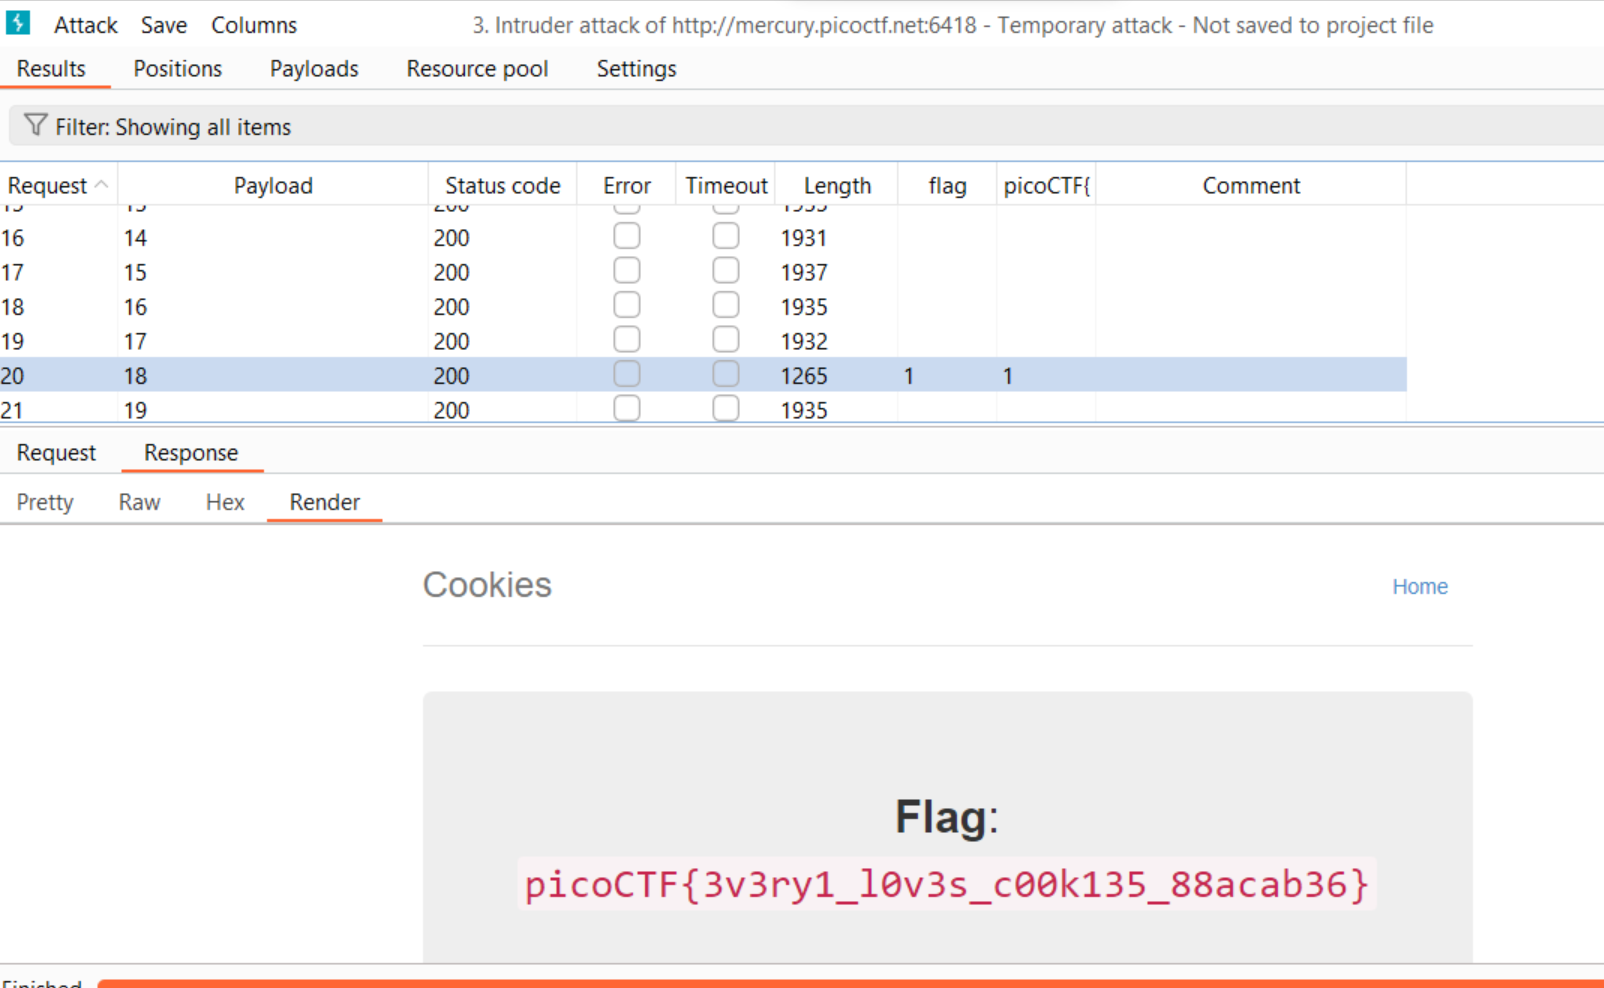 Attack Save Columns 3. Intruder attack of http://mercury.picoctf.net:6418 - Temporary attack - Not saved to project file
Results Positions Payloads Resource pool Settings
Filter: Showing all items
Request Payload Status code Error Timeout Length flag picoCTF{ Comment
16 14 200 1931
17 15 200 1937
18 16 200 1935
19 17 200 1932
20 18 200 1265 1 1
21 19 200 1935
Request Response
Pretty Raw Hex Render
Cookies Home
Flag:
picoCTF{3v3ry1_l0v3s_c00k135_88acab36}
Finished